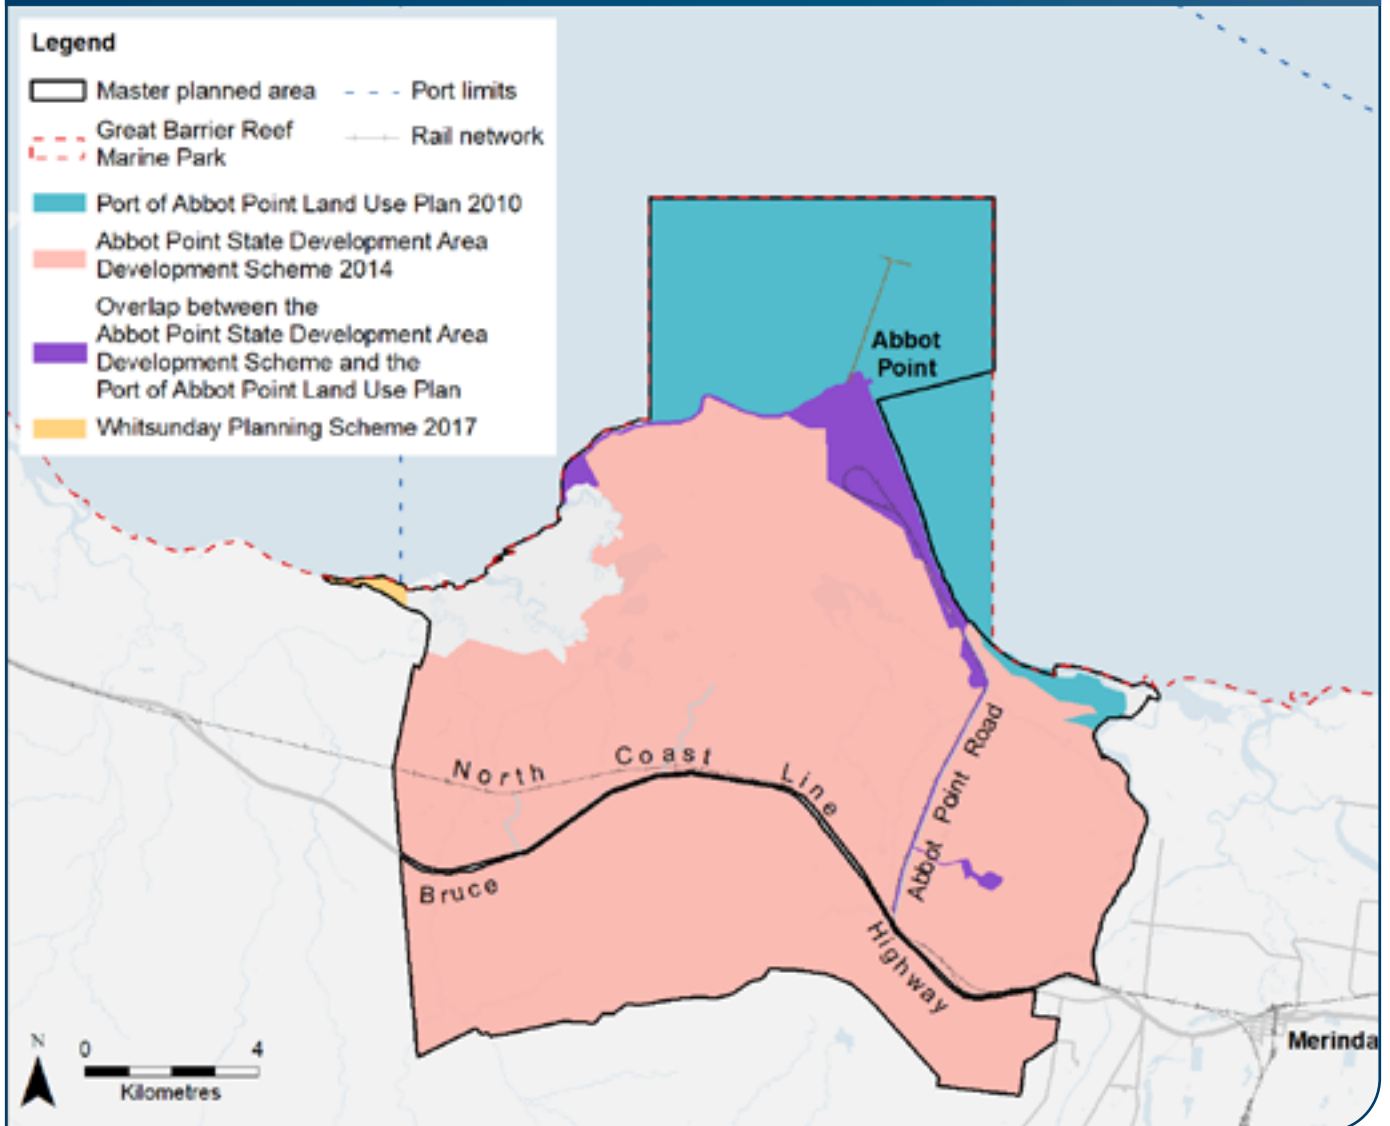 Legend
Master planned area
Port limits
Great Barrier Reef
Marine Park
Rail network
Port of Abbot Point Land Use Plan 2010
Abbot Point State Development Area
Development Scheme 2014
Overlap between the
Abbot Point State Development Area
Development Scheme and the
Port of Abbot Point Land Use Plan
Whitsunday Planning Scheme 2017
Abbot
Point
North Coast Line
Abbot Point Road
Bruce Highway
Merinda
N
0 4
Kilometres